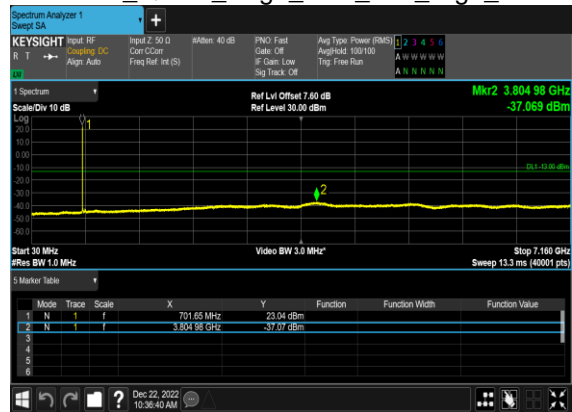 Spectrum Analyzer 1
Swept SA
+
KEYSIGHT Input: RF Input Z: 50 Ω #Atten: 40 dB PNO: Fast Avg Type: Power (RMS) 1 2 3 4 5 6
R T Coupling: DC Corr CCorr Gate: Off Avg|Hold: 100/100 A W W W W W
Align: Auto Freq Ref: Int (S) IF Gain: Low Trig: Free Run
Sig Track: Off A N N N N N
1 Spectrum Ref Lvl Offset 7.60 dB Mkr2 3.804 98 GHz
Scale/Div 10 dB Ref Level 30.00 dBm -37.069 dBm
Log
1
20.0
10.0
0.00
-10.0
DL1 -13.00 dBm
-20.0
-30.0
2
-40.0
-50.0
-60.0
Start 30 MHz Video BW 3.0 MHz* Stop 7.160 GHz
#Res BW 1.0 MHz Sweep 13.3 ms (40001 pts)
5 Marker Table
Mode Trace Scale X Y Function Function Width Function Value
1 N 1 f 701.65 MHz 23.04 dBm
2 N 1 f 3.804 98 GHz -37.07 dBm
3
4
5
6
? Dec 22, 2022
10:36:40 AM